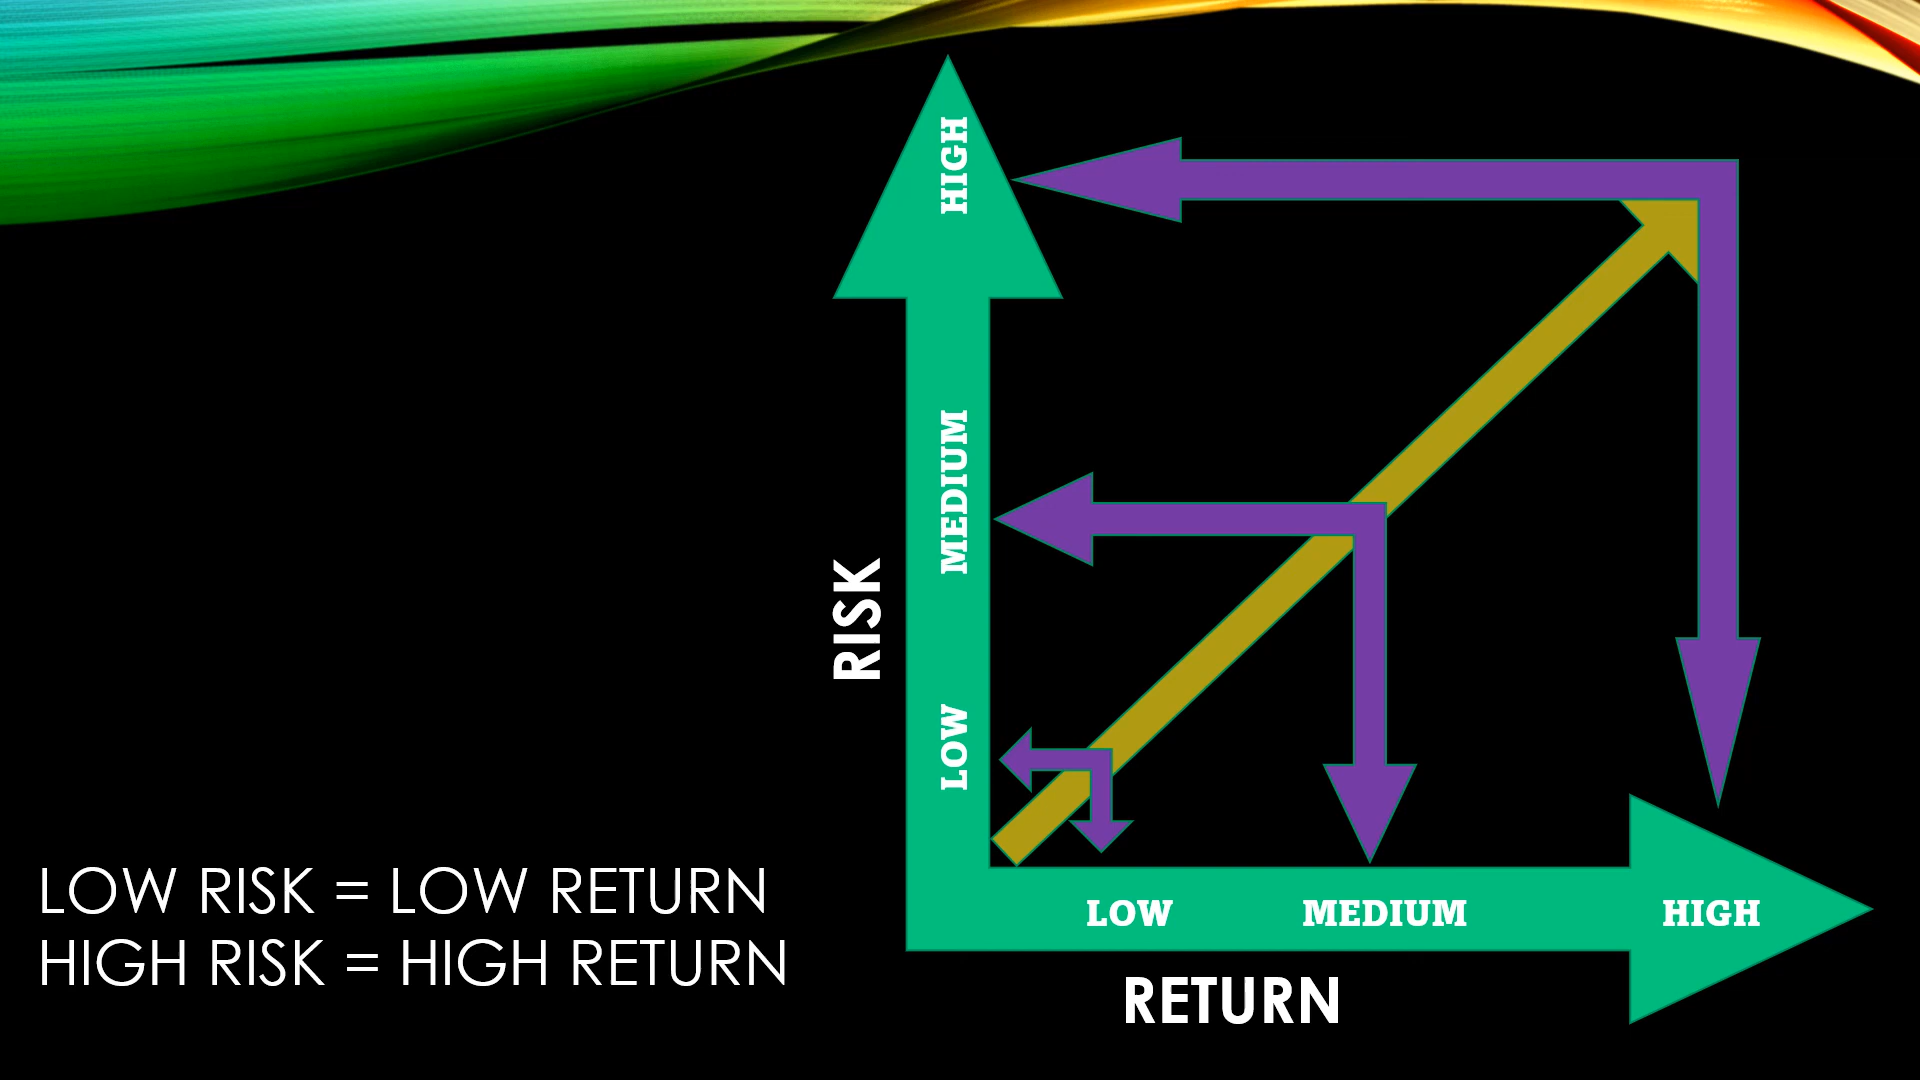 HIGH
MEDIUM
LOW
RISK
LOW MEDIUM HIGH
RETURN
LOW RISK = LOW RETURN
HIGH RISK = HIGH RETURN